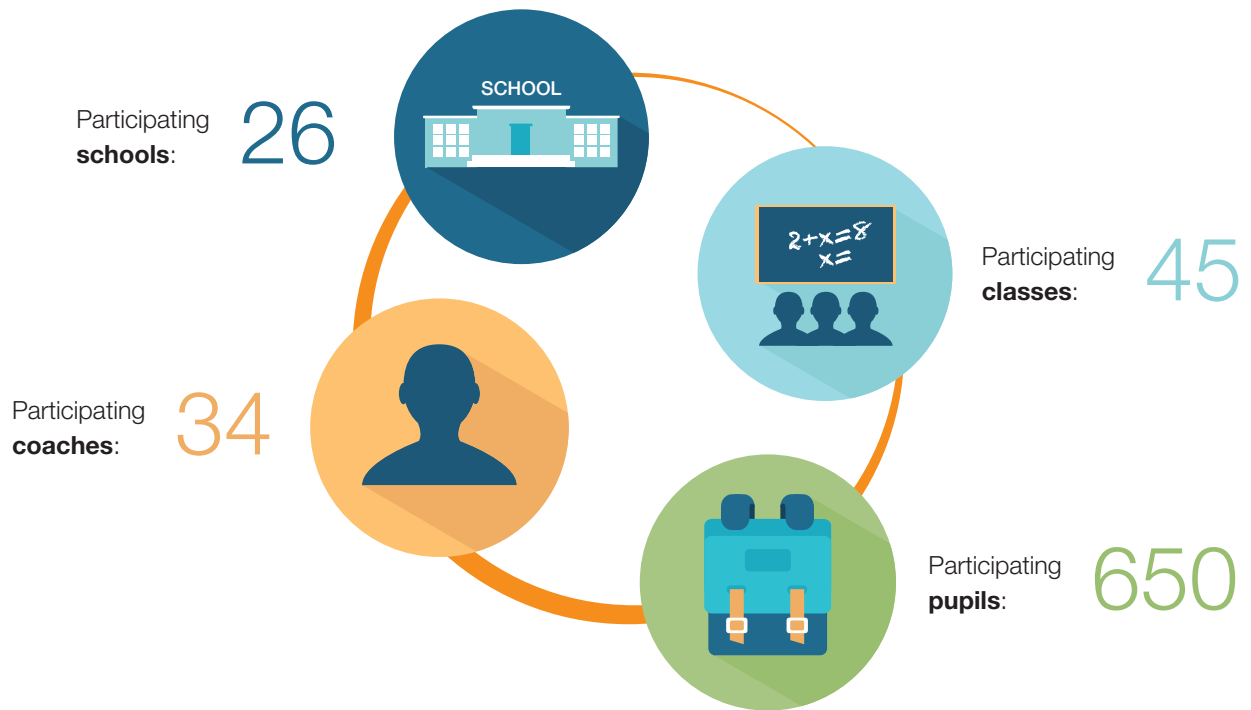 SCHOOL
Participating
schools:
26
2+x=8
x=
Participating
classes:
45
Participating
coaches:
34
Participating
pupils:
650